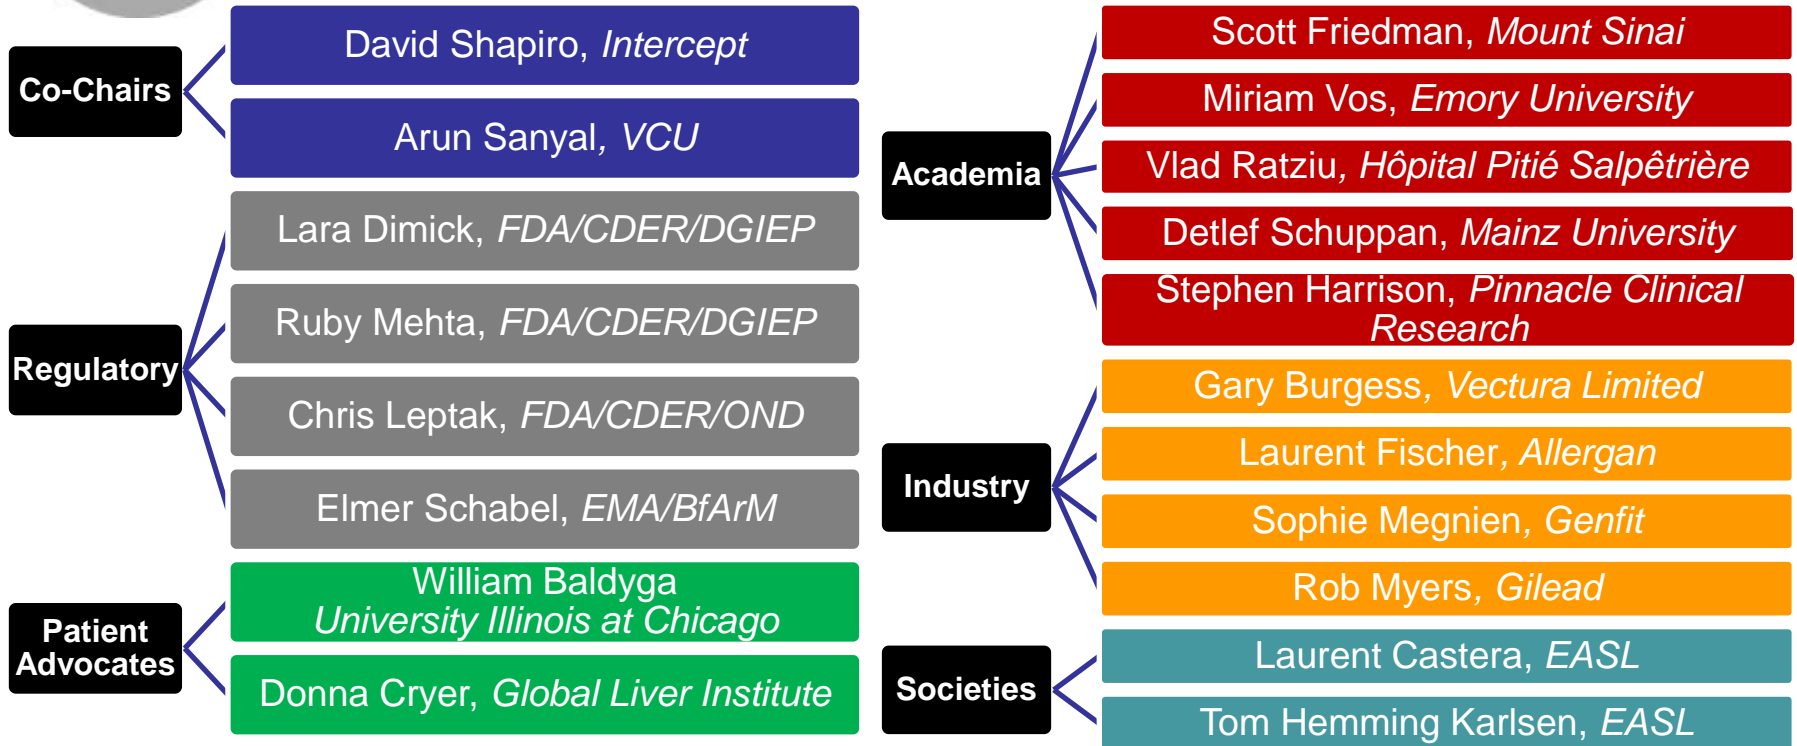 Co-Chairs
David Shapiro, Intercept
Arun Sanyal, VCU
Regulatory
Lara Dimick, FDA/CDER/DGIEP
Ruby Mehta, FDA/CDER/DGIEP
Chris Leptak, FDA/CDER/OND
Elmer Schabel, EMA/BfArM
Patient
Advocates
William Baldyga
University Illinois at Chicago
Donna Cryer, Global Liver Institute
Academia
Scott Friedman, Mount Sinai
Miriam Vos, Emory University
Vlad Ratziu, Hôpital Pitié Salpêtrière
Detlef Schuppan, Mainz University
Stephen Harrison, Pinnacle Clinical
Research
Industry
Gary Burgess, Vectura Limited
Laurent Fischer, Allergan
Sophie Megnien, Genfit
Rob Myers, Gilead
Societies
Laurent Castera, EASL
Tom Hemming Karlsen, EASL